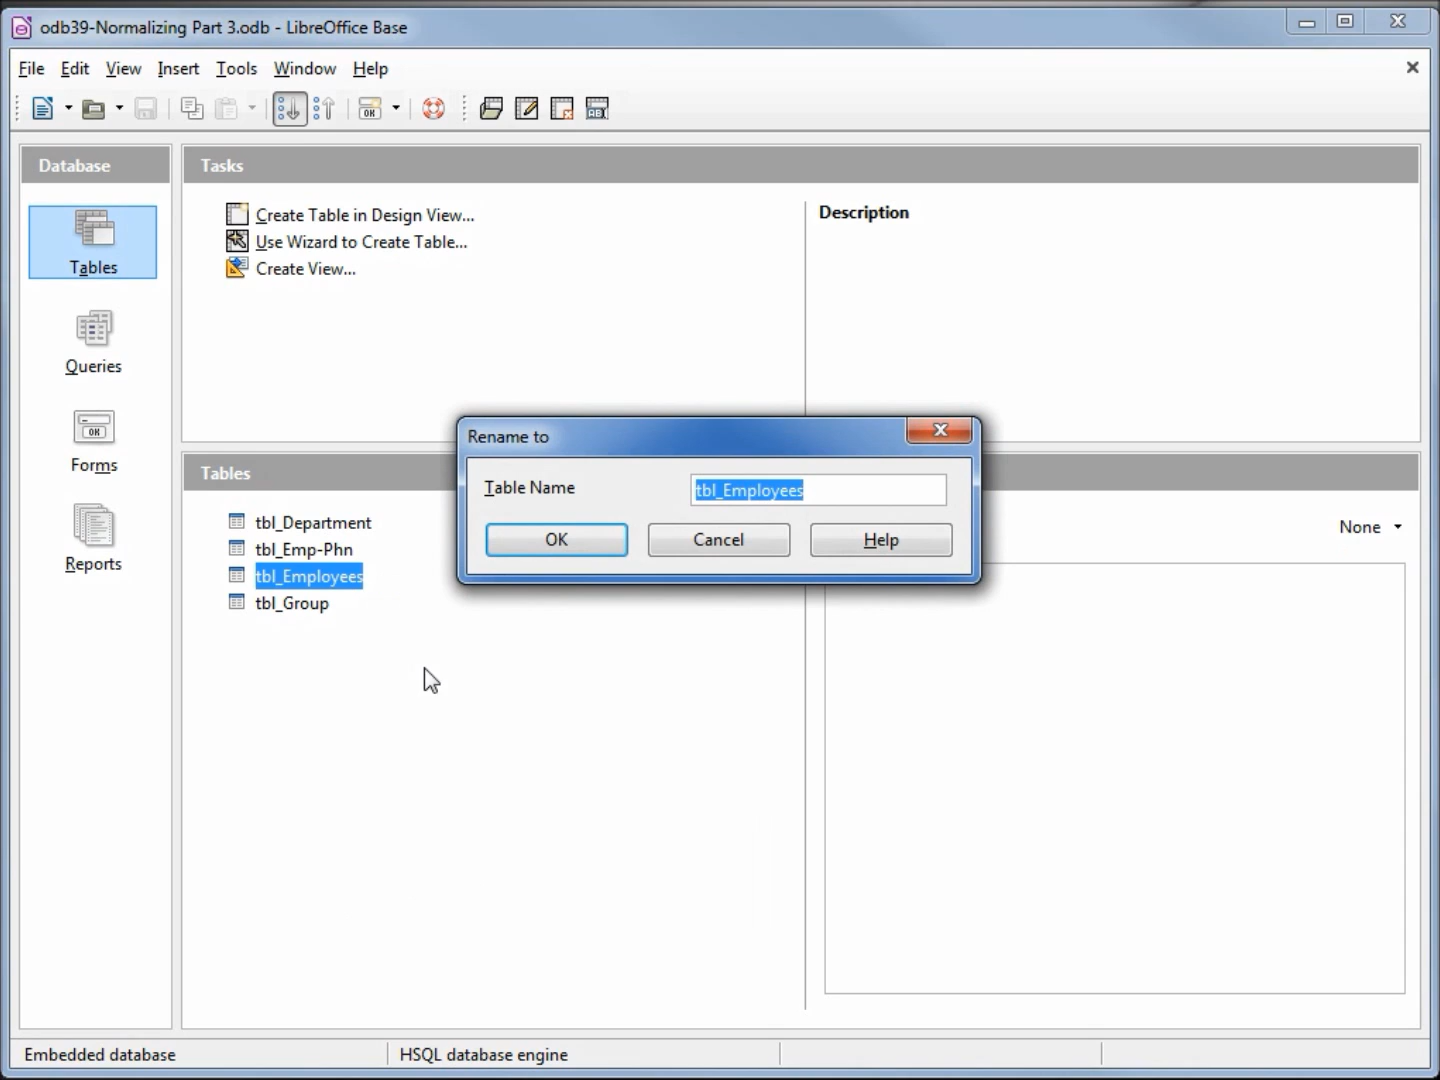 odb39-Normalizing Part 3.odb - LibreOffice Base
File Edit View Insert Tools Window Help
Database
Tasks
Tables
Queries
Forms
Reports
Create Table in Design View...
Use Wizard to Create Table...
Create View...
Description
Rename to
Table Name
tbl_Employees
OK
Cancel
Help
Tables
tbl_Department
tbl_Emp-Phn
tbl_Employees
tbl_Group
None
Embedded database
HSQL database engine